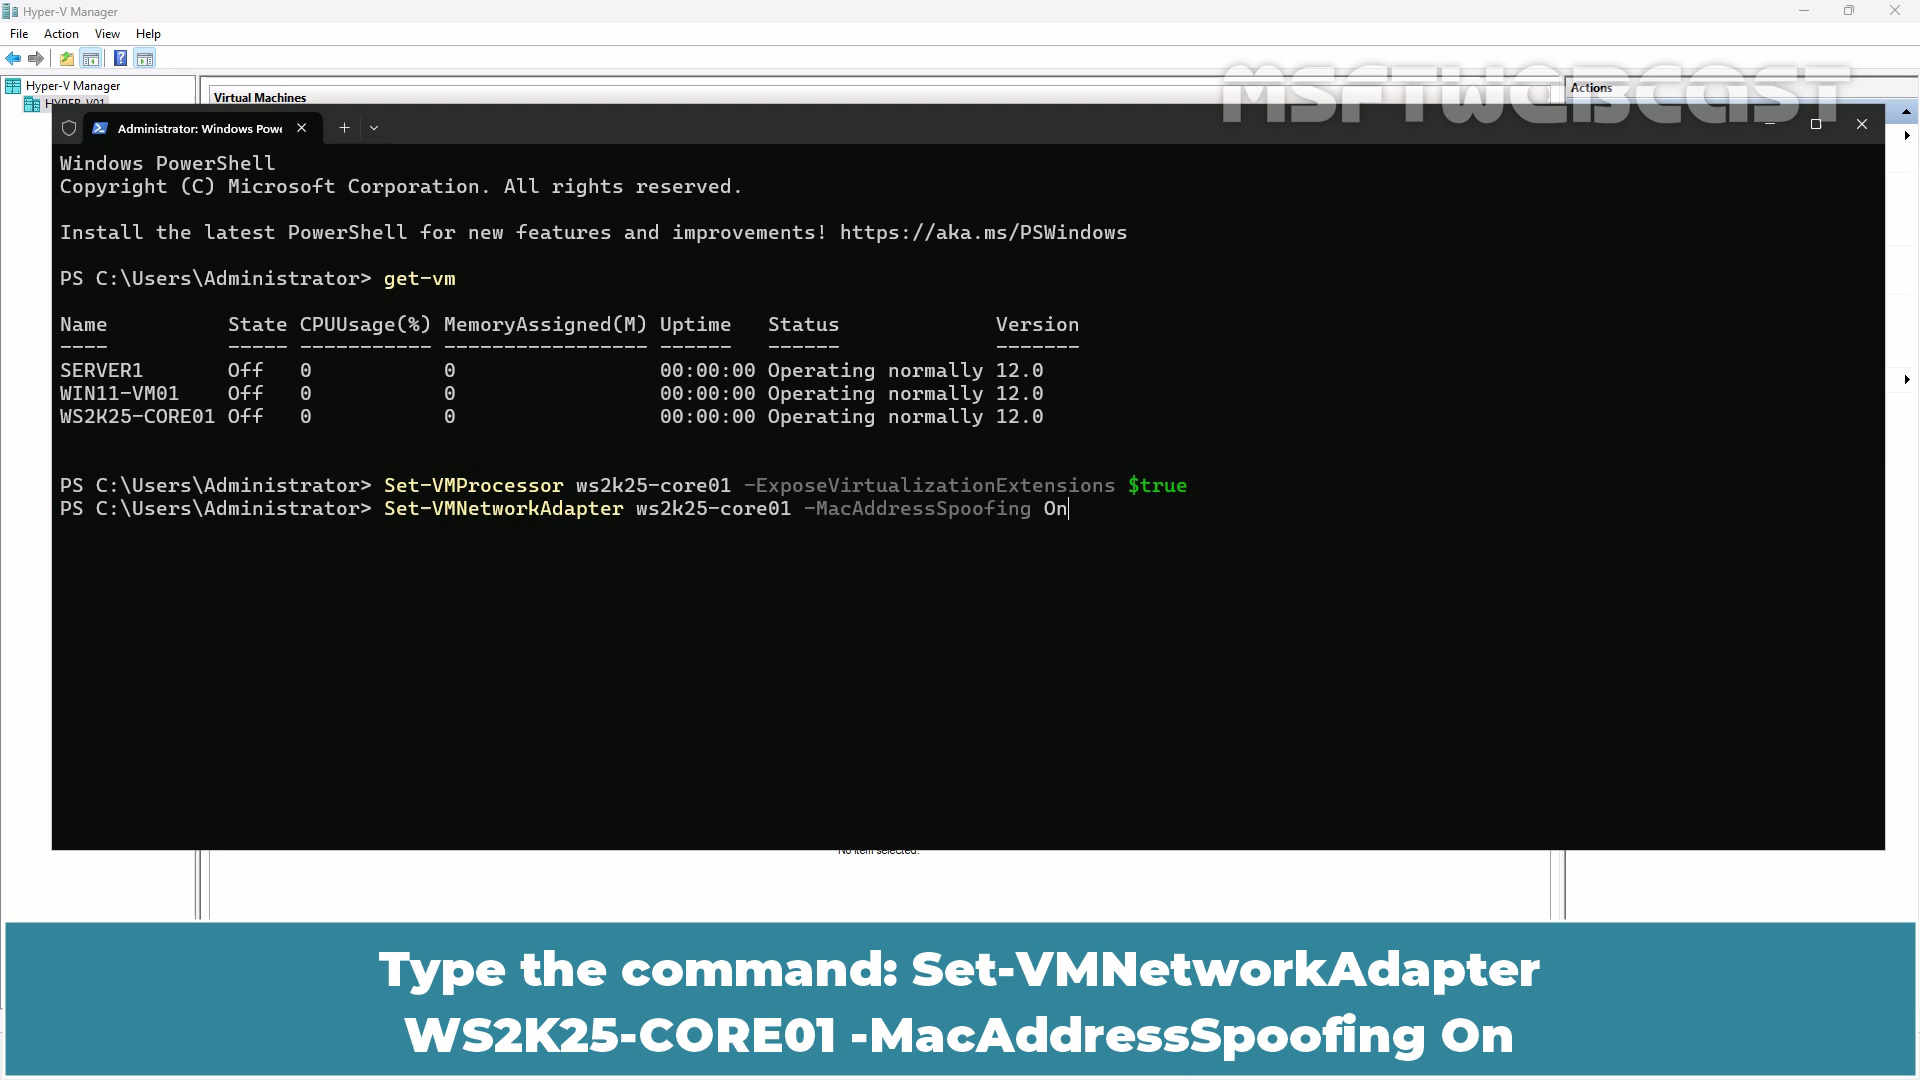 Hyper-V Manager
File Action View Help
Hyper-V Manager
HYPER-V01
Virtual Machines
Actions
MSFTWEBCAST
Administrator: Windows Powe
Windows PowerShell
Copyright (C) Microsoft Corporation. All rights reserved.
Install the latest PowerShell for new features and improvements! https://aka.ms/PSWindows
PS C:\Users\Administrator> get-vm
Name State CPUUsage(%) MemoryAssigned(M) Uptime Status Version
---- ----- ----------- ----------------- ------ ------ -------
SERVER1 Off 0 0 00:00:00 Operating normally 12.0
WIN11-VM01 Off 0 0 00:00:00 Operating normally 12.0
WS2K25-CORE01 Off 0 0 00:00:00 Operating normally 12.0
PS C:\Users\Administrator> Set-VMProcessor ws2k25-core01 -ExposeVirtualizationExtensions $true
PS C:\Users\Administrator> Set-VMNetworkAdapter ws2k25-core01 -MacAddressSpoofing On
No item selected.
Type the command: Set-VMNetworkAdapter
WS2K25-CORE01 -MacAddressSpoofing On